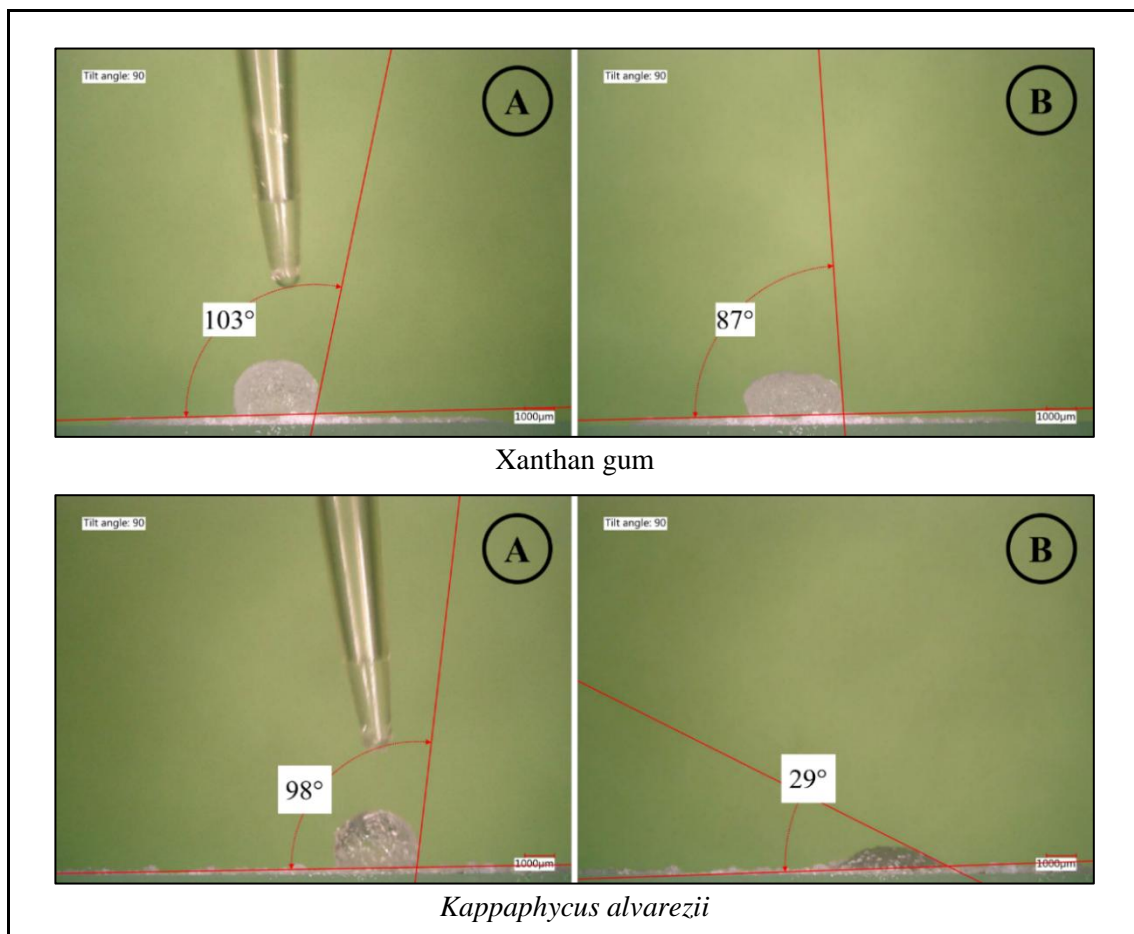 Tilt angle: 90
A
103°
1000µm
Tilt angle: 90
B
87°
1000µm
Xanthan gum
Tilt angle: 90
A
98°
1000µm
Tilt angle: 90
B
29°
1000µm
Kappaphycus alvarezii